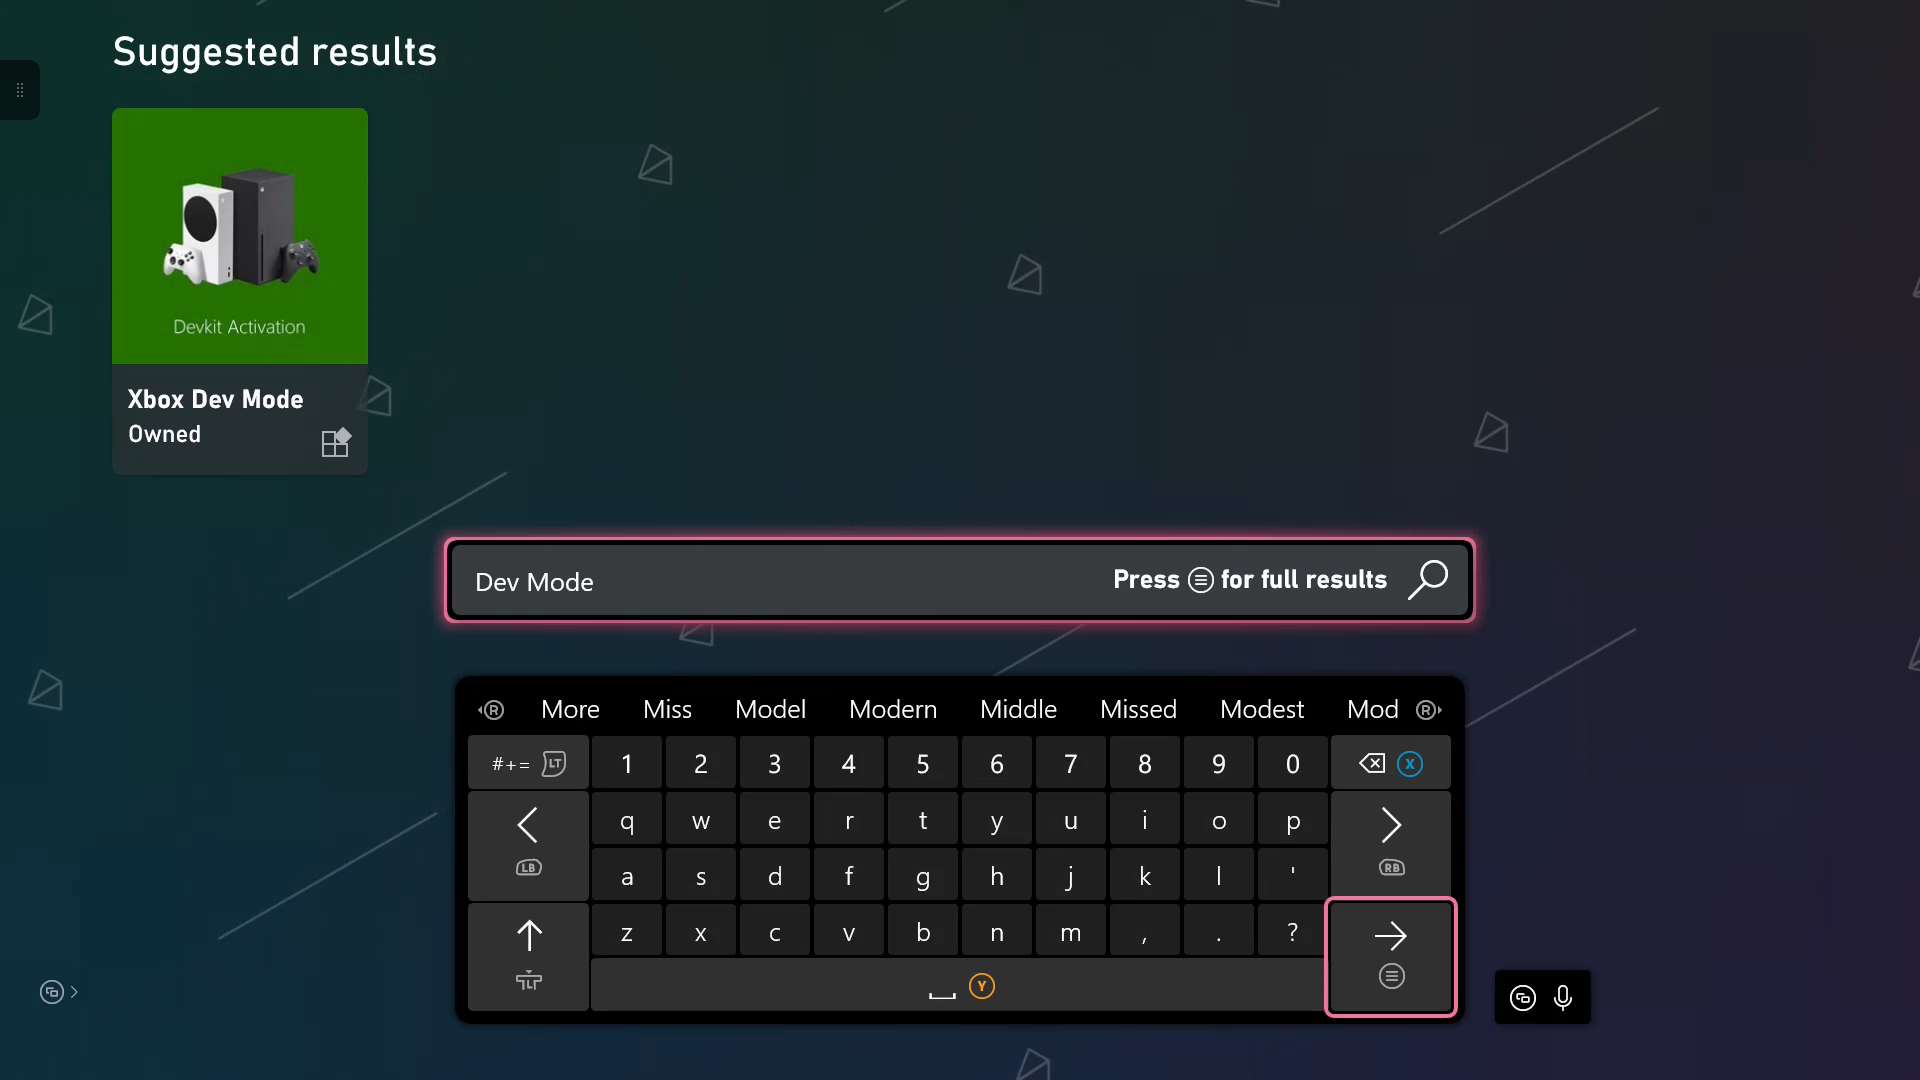 Suggested results
Devkit Activation
Xbox Dev Mode
Owned
Dev Mode
Press for full results
R More Miss Model Modern Middle Missed Modest Mod R
#+= LT 1 2 3 4 5 6 7 8 9 0 X
q w e r t y u i o p
LB a s d f g h j k l ' RB
z x c v b n m , . ?
LT Y